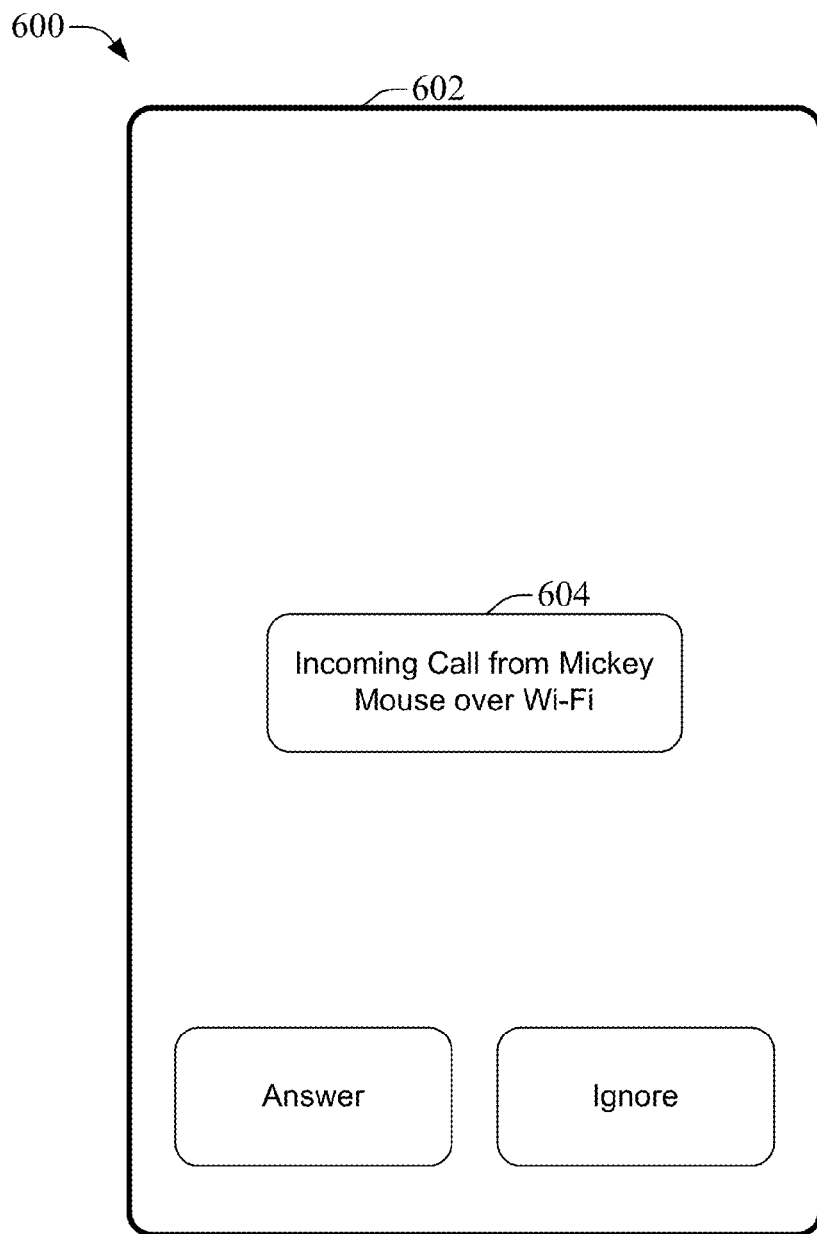 600
602
604
Incoming Call from Mickey
Mouse over Wi-Fi
Answer
Ignore